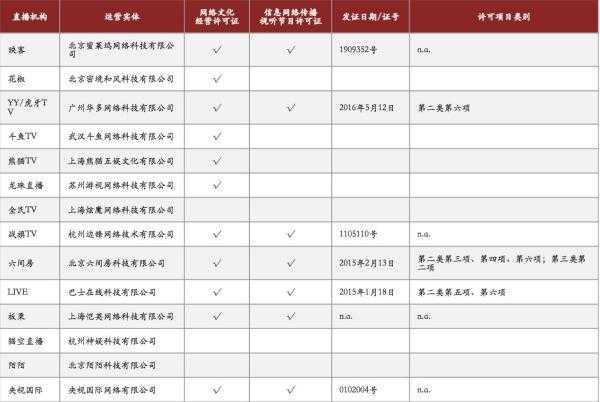 直播机构 运营实体 网络文化经营许可证 信息网络传播视听节目许可证 发证日期/证号 许可项目类别
映客 北京蜜莱坞网络科技有限公司 ✓ ✓ 1909352号 n.a.
花椒 北京密境和风科技有限公司 ✓
YY/虎牙TV 广州华多网络科技有限公司 ✓ ✓ 2016年5月12日 第二类第六项
斗鱼TV 武汉斗鱼网络科技有限公司 ✓
熊猫TV 上海熊猫互娱文化有限公司 ✓
龙珠直播 苏州游视网络科技有限公司 ✓
全民TV 上海炫魔网络科技有限公司
战旗TV 杭州边锋网络技术有限公司 ✓ ✓ 1105110号 n.a.
六间房 北京六间房科技有限公司 ✓ ✓ 2015年2月13日 第二类第三项、第四项、第六项；第三类第二项
LIVE 巴士在线科技有限公司 ✓ ✓ 2015年1月18日 第二类第五项、第六项
板栗 上海恺英网络科技有限公司 ✓ ✓ n.a. n.a.
猫空直播 杭州神娱科技有限公司
陌陌 北京陌陌科技有限公司
央视国际 央视国际网络有限公司 ✓ ✓ 0102004号 n.a.